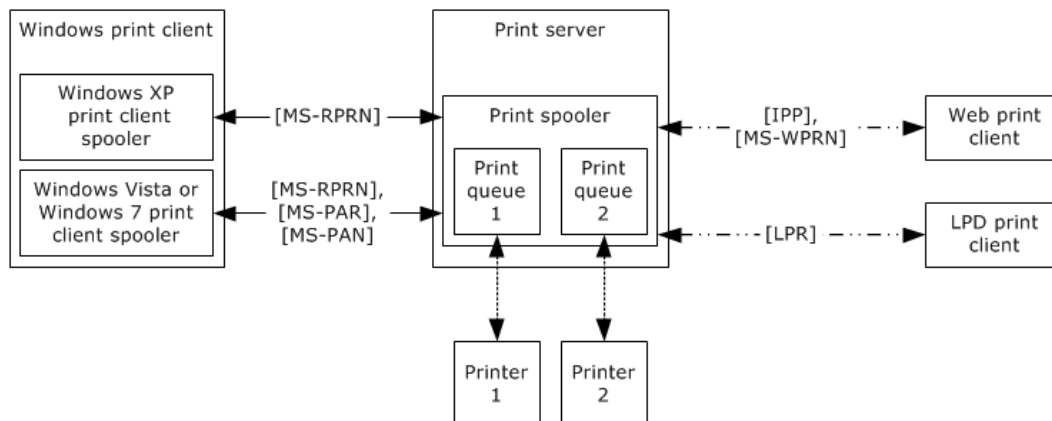 Windows print client
Windows XP
print client
spooler
Windows Vista or
Windows 7 print
client spooler
[MS-RPRN]
[MS-RPRN],
[MS-PAR],
[MS-PAN]
Print server
Print spooler
Print
queue
1
Print
queue
2
Printer
1
Printer
2
[IPP],
[MS-WPRN]
[LPR]
Web print
client
LPD print
client